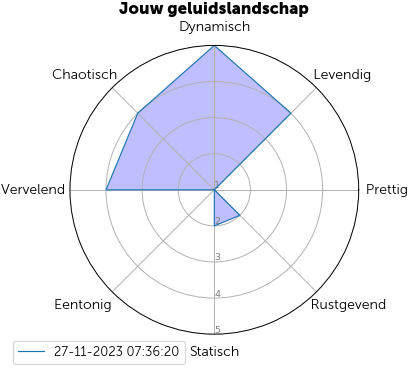 Jouw geluidslandschap
Dynamisch
Chaotisch
Levendig
Vervelend
1
Prettig
2
3
4
Eentonig
Rustgevend
5
27-11-2023 07:36:20
Statisch